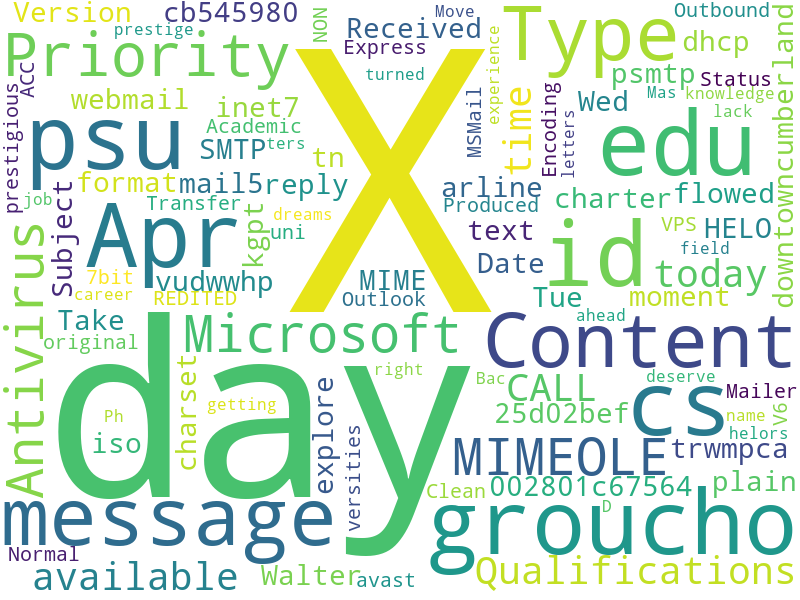 Version
cb545980
NON
Received
Move
Outbound
prestige
Express
Type
dhcp
Priority
ACC
turned
experience
psmtp
Status
webmail
inet7
MSMail
time
Encoding
Wed
Mas
knowledge
lack
letters
downtowncumberland
prestigious
psu
Academic
SMTP
ters
tn
X
edu
format
mail5
reply
arline
charter
flowed
job
Subject
Transfer
dreams
Produced
Apr
kgpt
uni
text
id
VPS
HELO
field
Antivirus
7bit
vudwwhp
MIME
Date
today
career
REDITED
Outlook
Tue
moment
Take
original
Microsoft
Content
ahead
day
right
charset
explore
Bac
CALL
deserve
cs
Mailer
Ph
getting
25d02bef
name
V6
iso
helors
versities
MIMEOLE
trwmpca
message
Clean
002801c67564
plain
D
groucho
Normal
available
Walter
avast
Qualifications